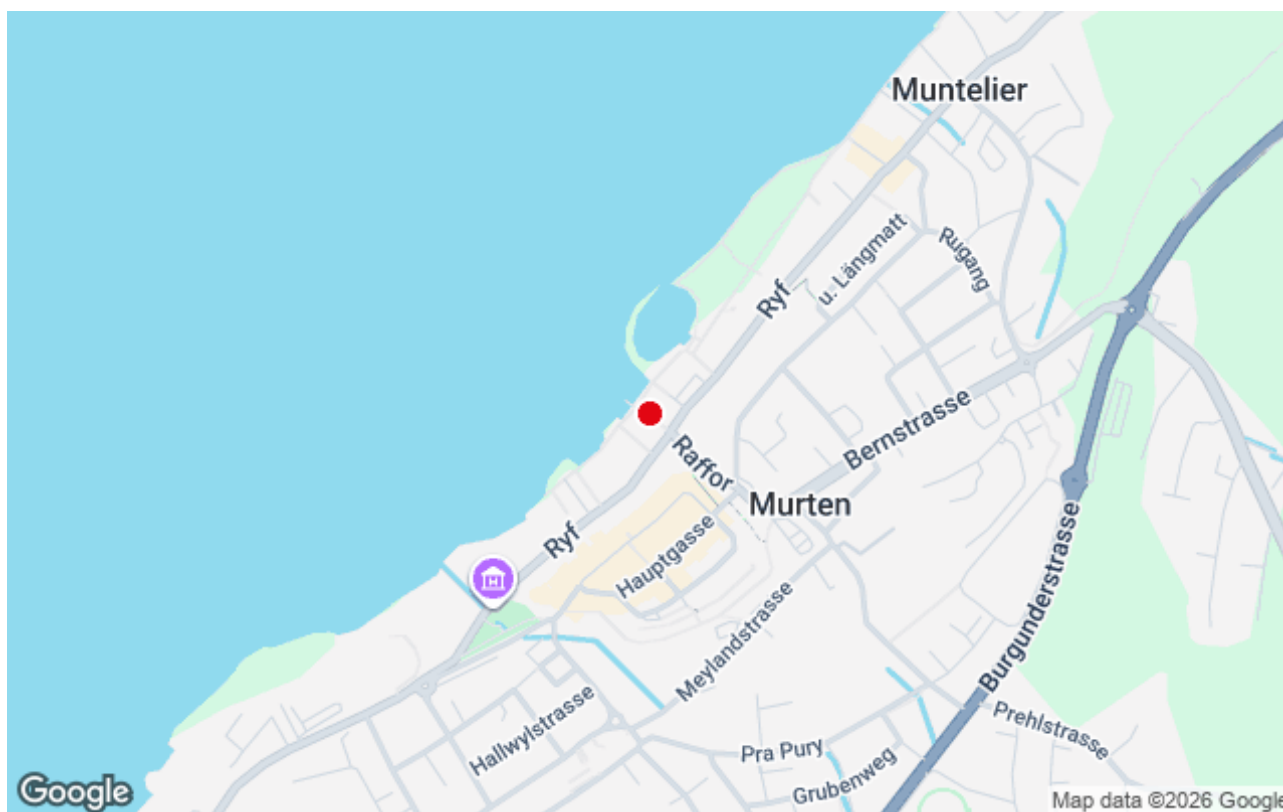 Muntelier
Rugang
u. Längmatt
Ryf
Bernstrasse
Raffor
Murten
Ryf
Hauptgasse
H
Burgunderstrasse
Meylandstrasse
Hallwylstrasse
Prehlstrasse
Pra Pury
Grubenweg
Google
Map data ©2026 Google